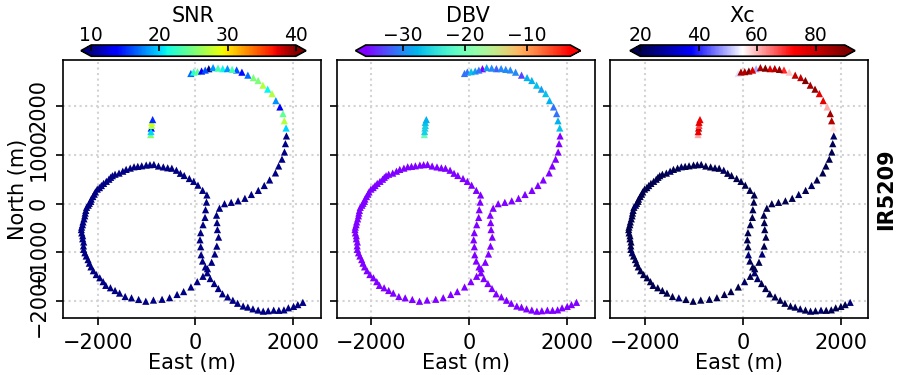 SNR DBV Xc
10 20 30 40 −30 −20 −10 20 40 60 80
2000
1000
0
−1000
−2000
North (m)
IR5209
−2000 0 2000 −2000 0 2000 −2000 0 2000
East (m) East (m) East (m)